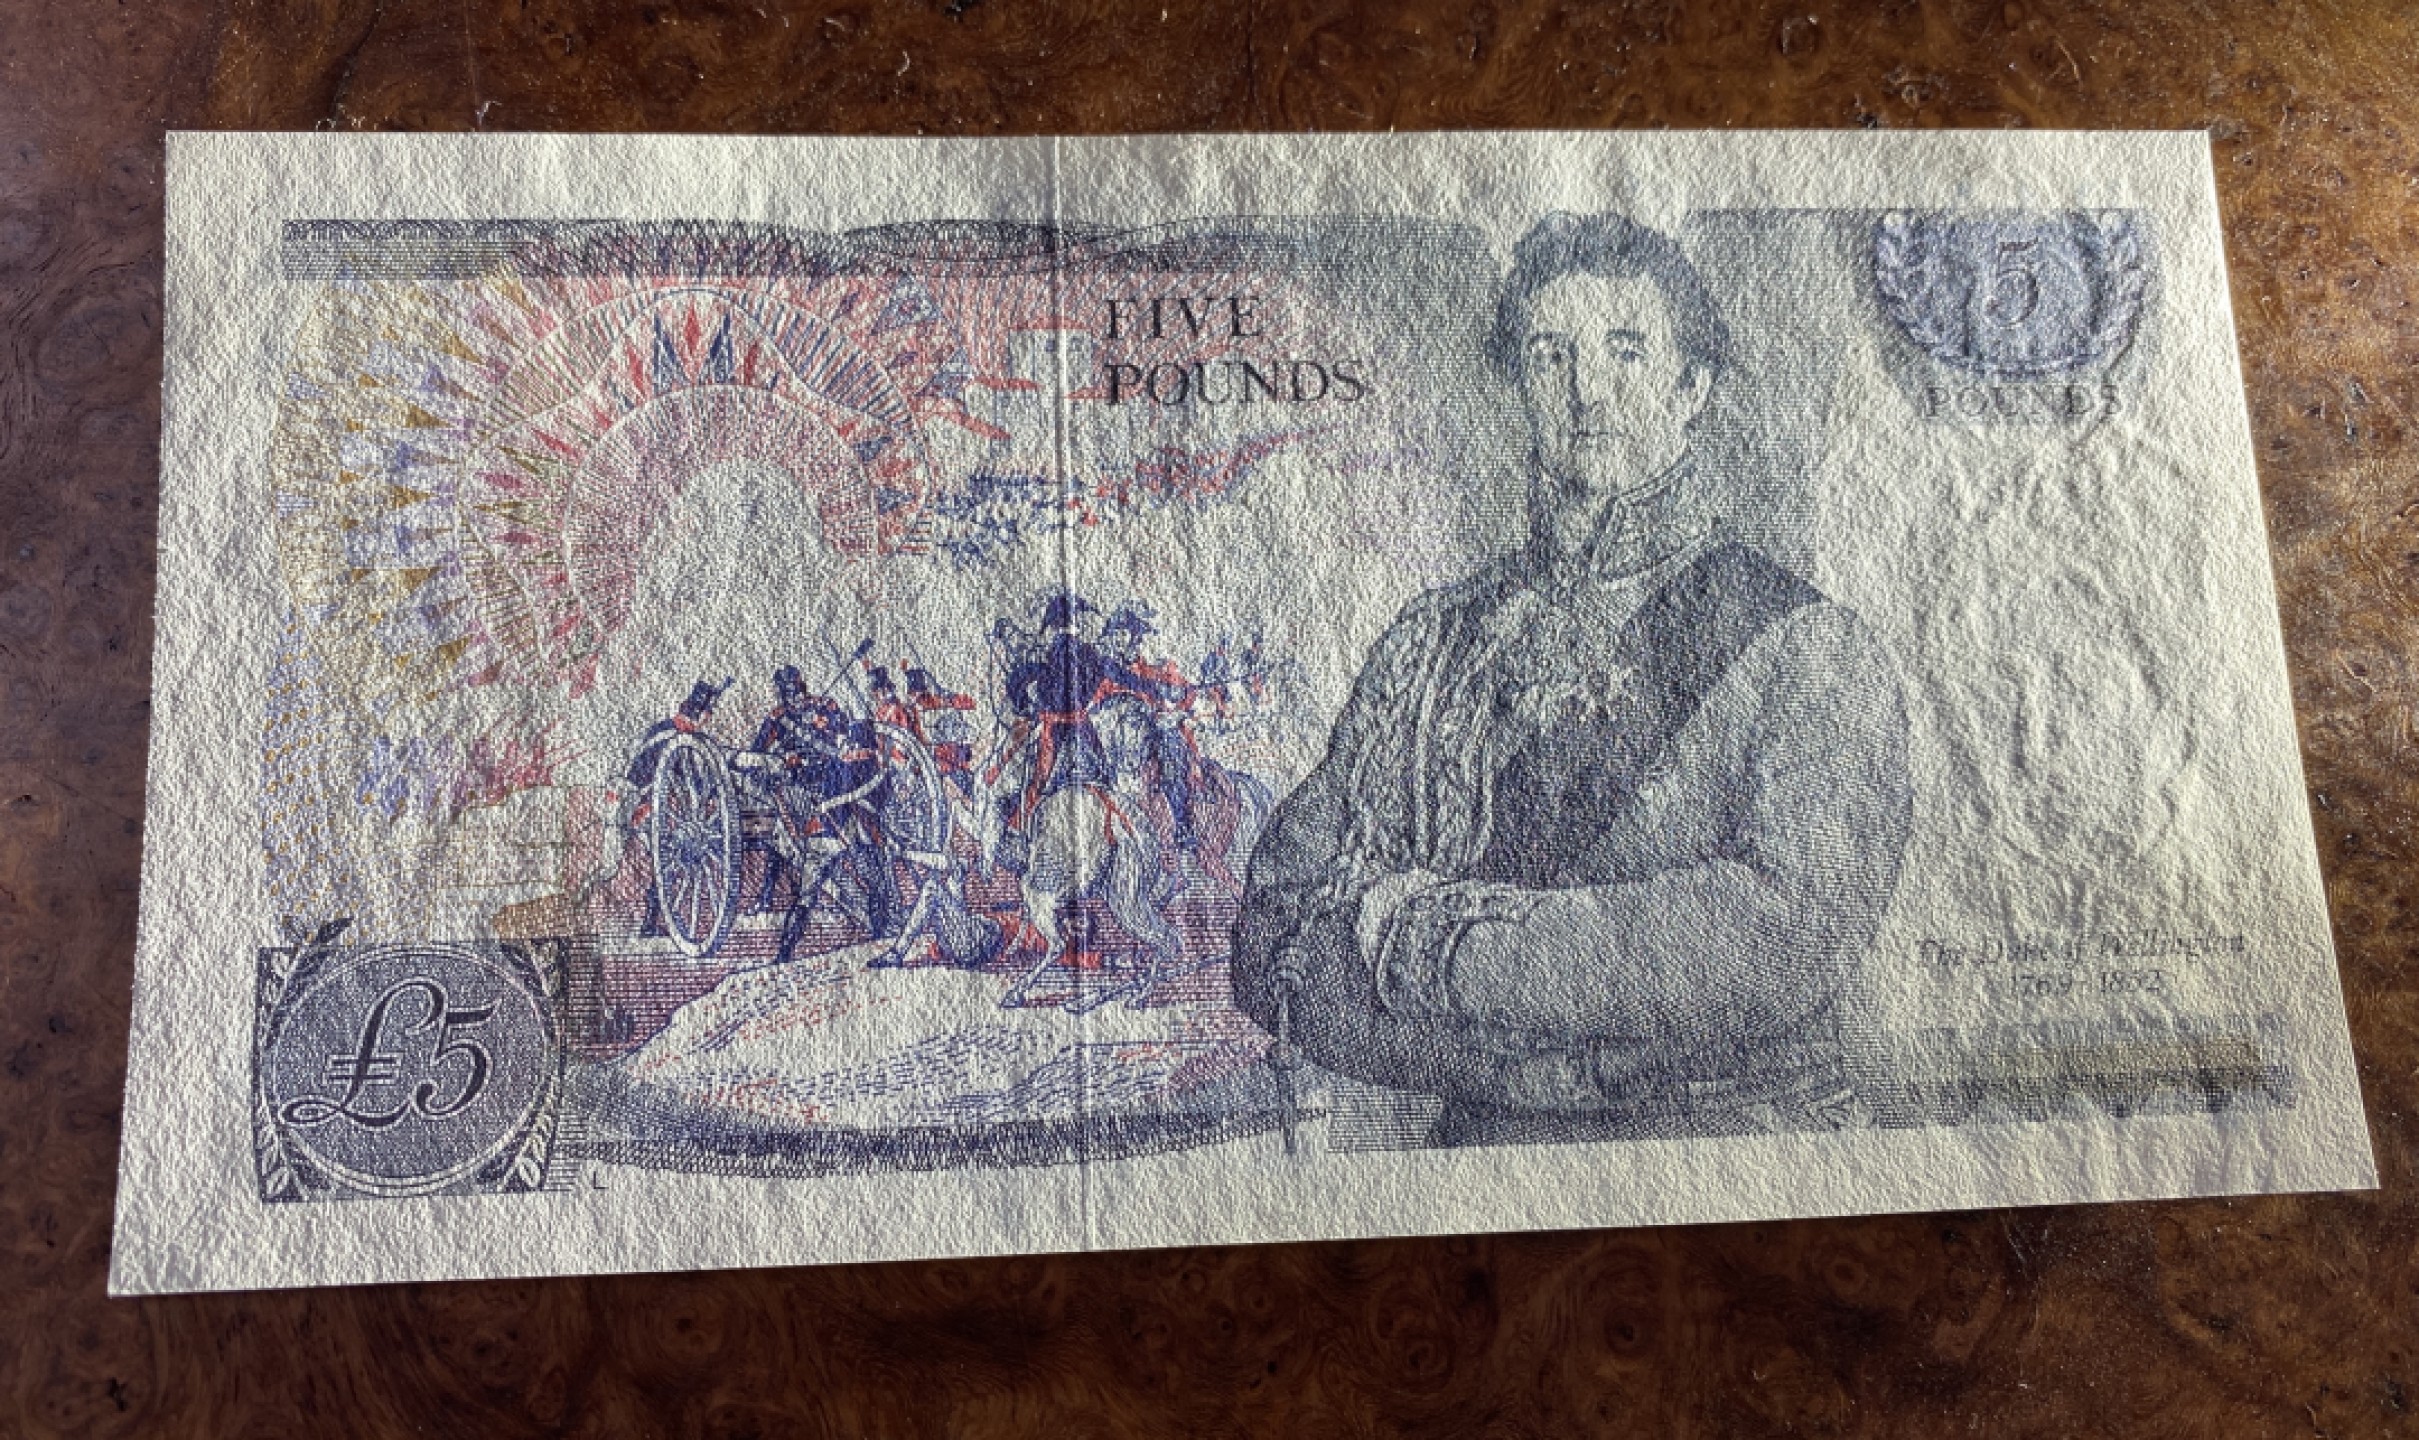 FIVE
POUNDS
5
POUNDS
The Duke of Wellington
1769-1852
£5
L